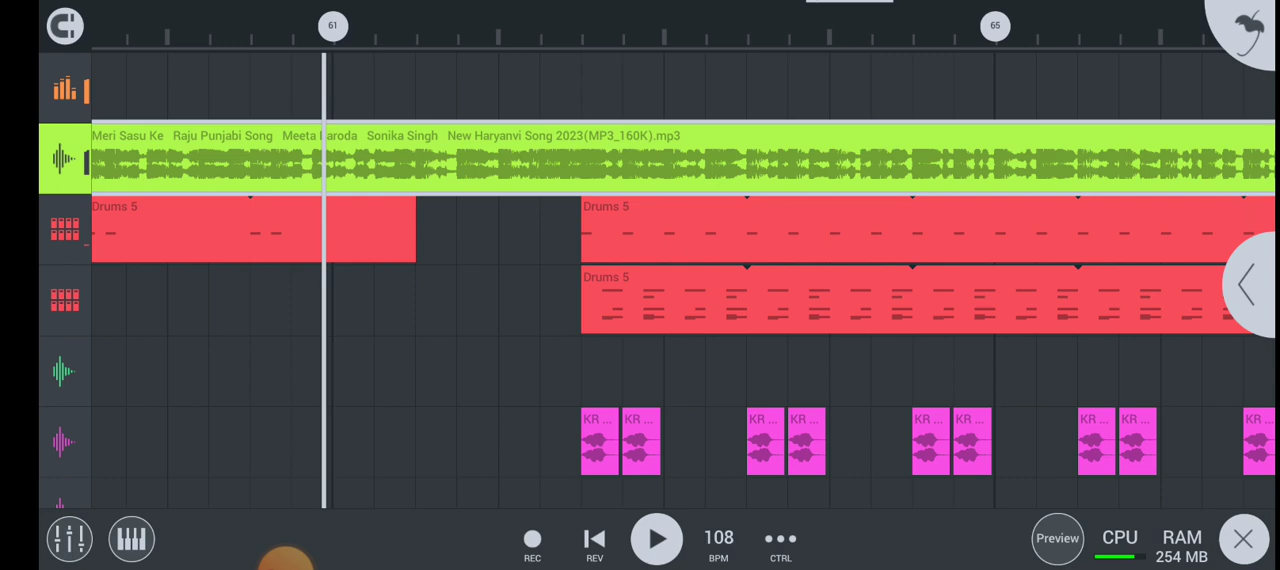 61 65
Meri Sasu Ke Raju Punjabi Song Meeta Baroda Sonika Singh New Haryanvi Song 2023(MP3_160K).mp3
Drums 5 Drums 5
Drums 5
KR ... KR ... KR ... KR ... KR ... KR ... KR ... KR ... KR ...
REC REV 108 BPM CTRL Preview CPU RAM
254 MB